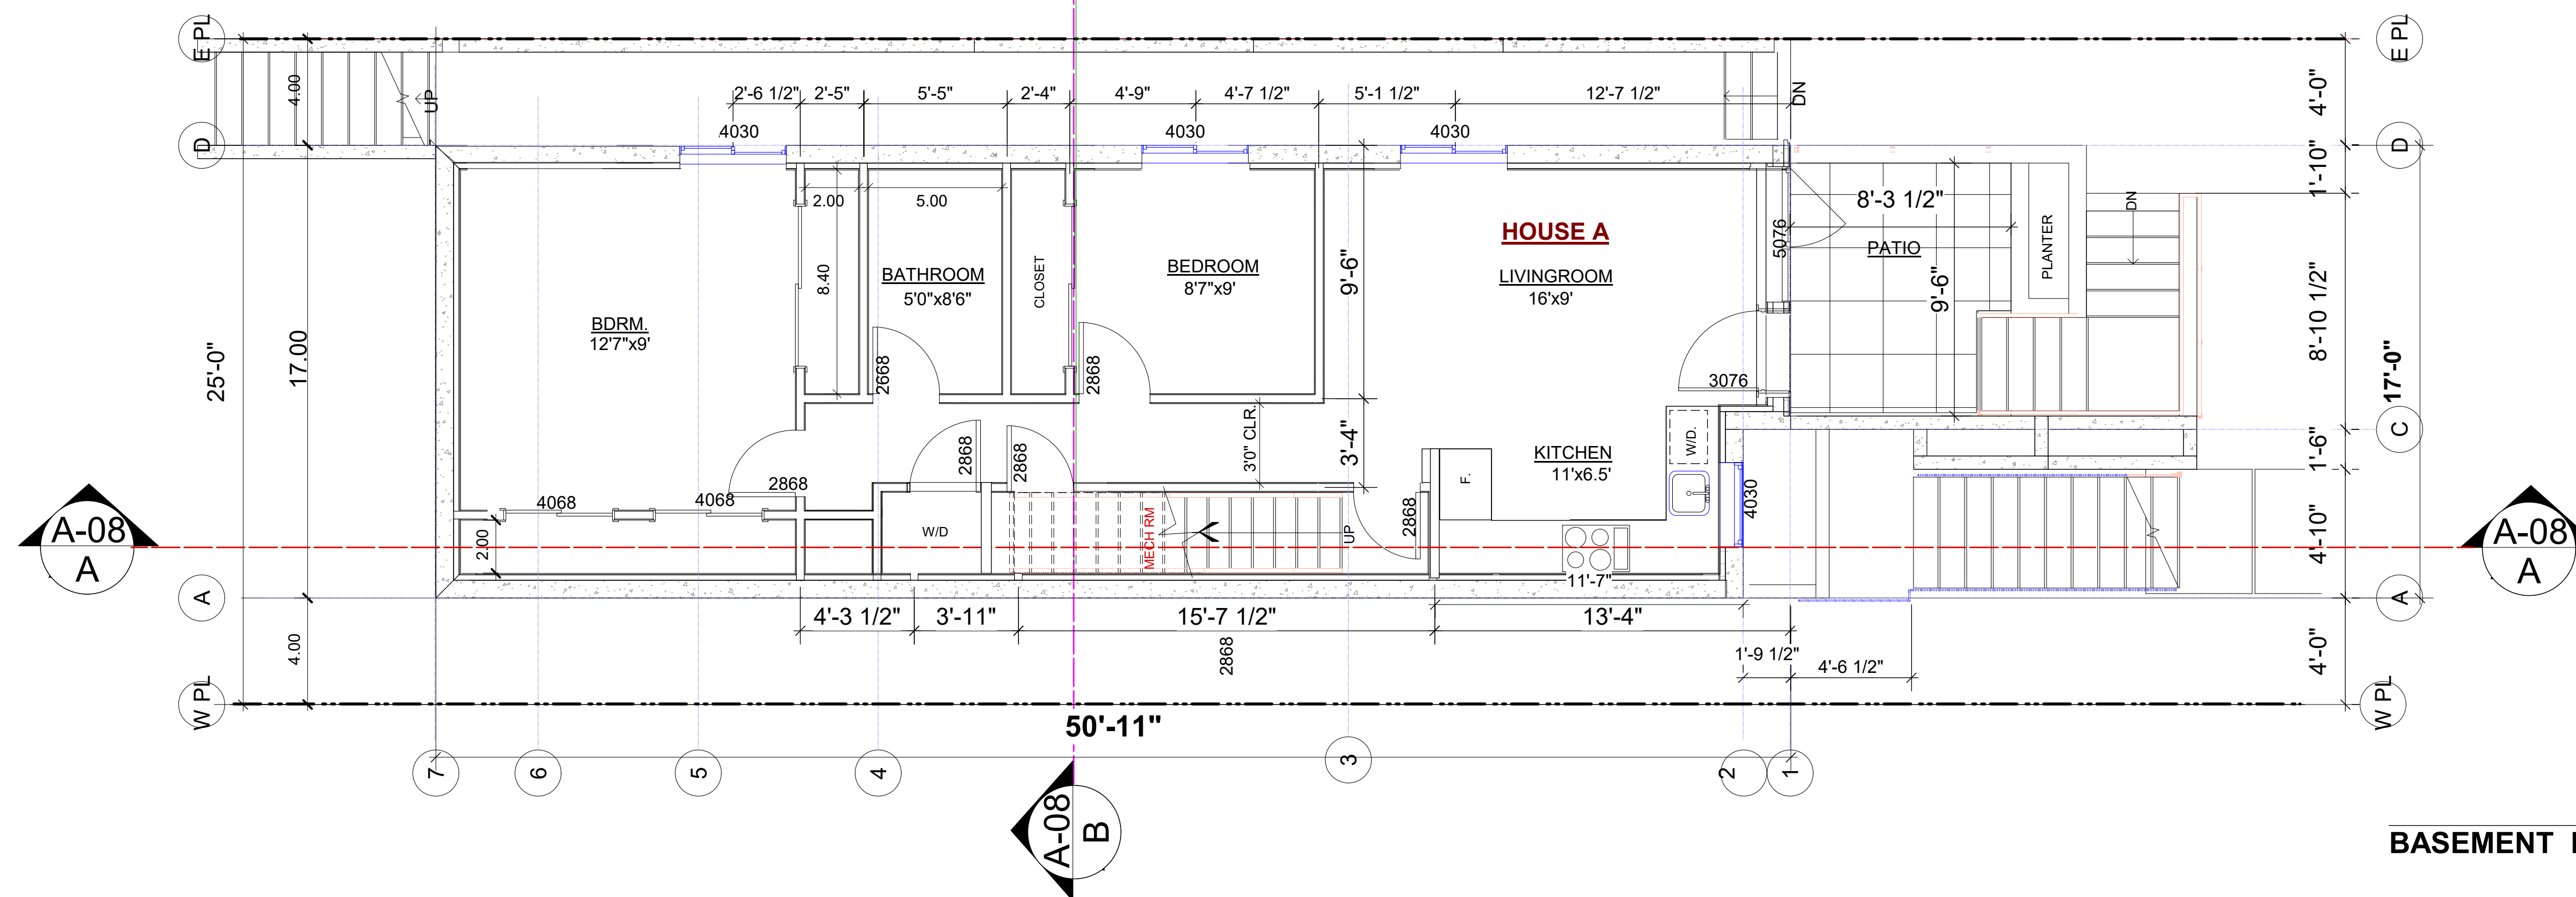 E PL
E PL
4.00
UP
2'-6 1/2"
2'-5"
5'-5"
2'-4"
4'-9"
4'-7 1/2"
5'-1 1/2"
12'-7 1/2"
DN
4'-0"
4030
4030
4030
D
D
1'-10"
2.00
5.00
8.40
HOUSE A
8'-3 1/2"
5076
PATIO
PLANTER
DN
BATHROOM
5'0"x8'6"
CLOSET
BEDROOM
8'7"x9'
9'-6"
LIVINGROOM
16'x9'
9'-6"
8'-10 1/2"
BDRM.
12'7"x9'
25'-0"
17.00
17'-0"
2668
2868
3076
C
3'0" CLR.
3'-4"
KITCHEN
11'x6.5'
W/D.
F.
1'-6"
2868
2868
2868
4068
4068
4030
2868
A-08
A
2.00
W/D
MECH RM
UP
4'-10"
A-08
A
11'-7"
A
A
4'-3 1/2"
3'-11"
15'-7 1/2"
13'-4"
4.00
2868
1'-9 1/2"
4'-6 1/2"
4'-0"
W PL
W PL
50'-11"
7
6
5
4
3
2
1
A-08
B
BASEMENT